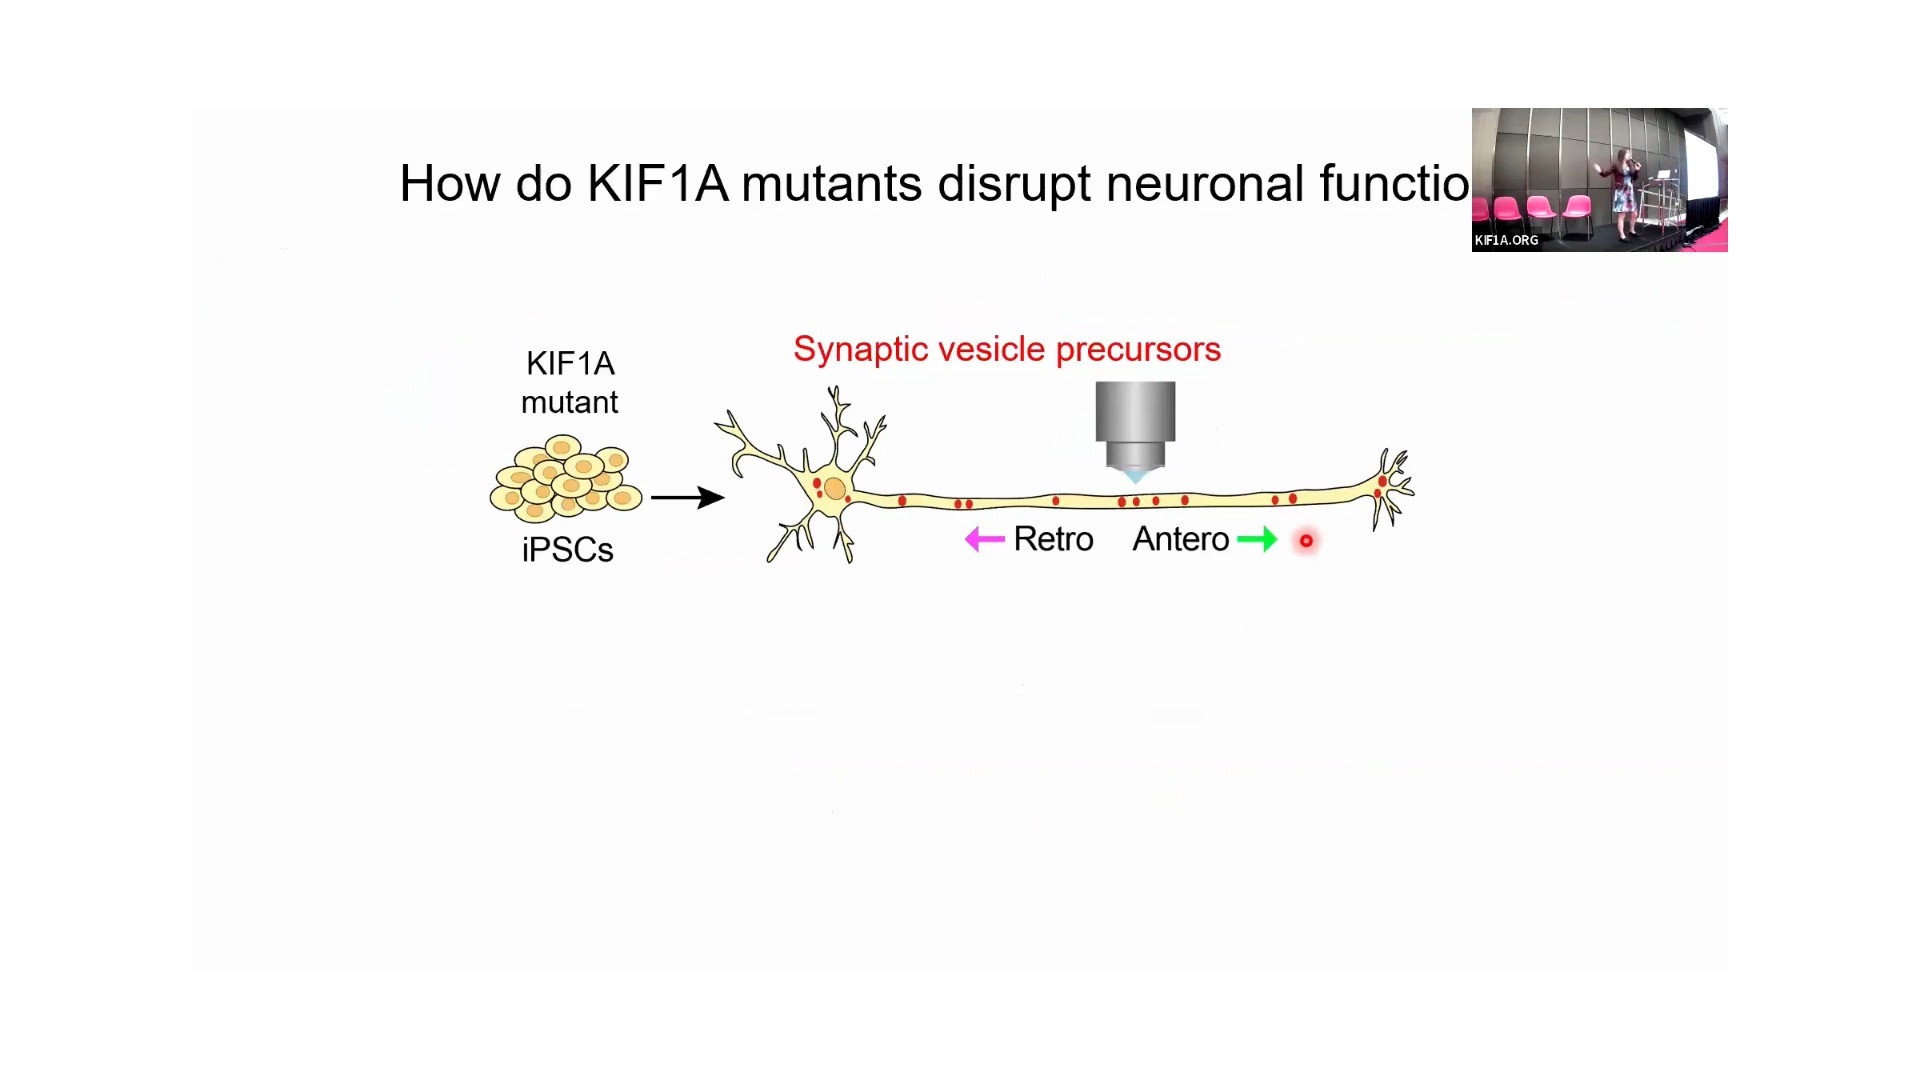 How do KIF1A mutants disrupt neuronal functio
KIF1A.ORG
Synaptic vesicle precursors
KIF1A
mutant
iPSCs
Retro
Antero